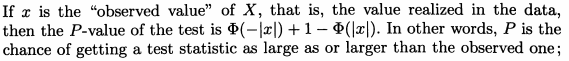 If x is the “observed value” of X, that is, the value realized in the data,
then the P-value of the test is Φ(−|x|) + 1 − Φ(|x|). In other words, P is the
chance of getting a test statistic as large as or larger than the observed one;